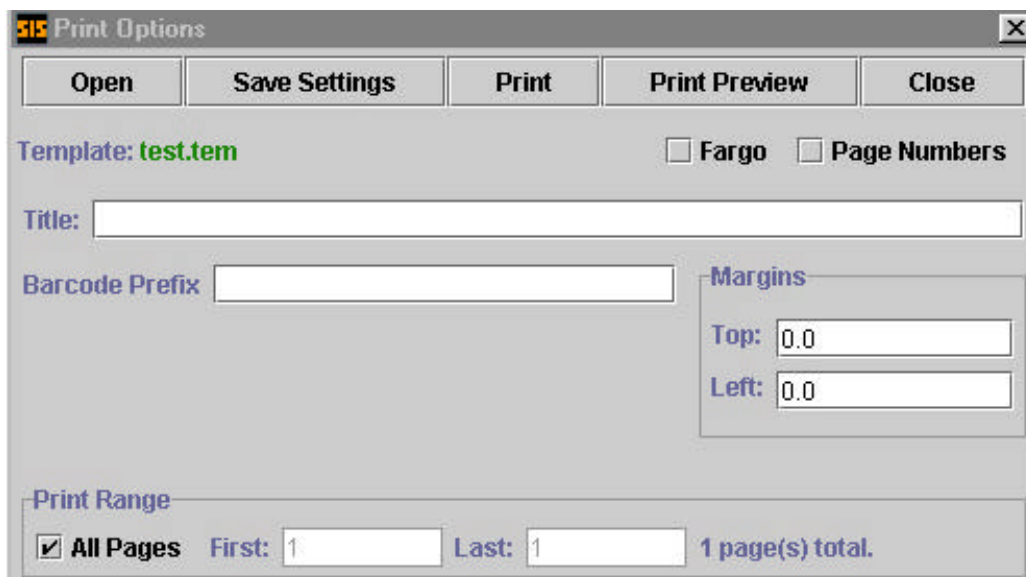 SIS Print Options
Open Save Settings Print Print Preview Close
Template: test.tem Fargo Page Numbers
Title:
Barcode Prefix Margins
Top: 0.0
Left: 0.0
Print Range
All Pages First: 1 Last: 1 1 page(s) total.